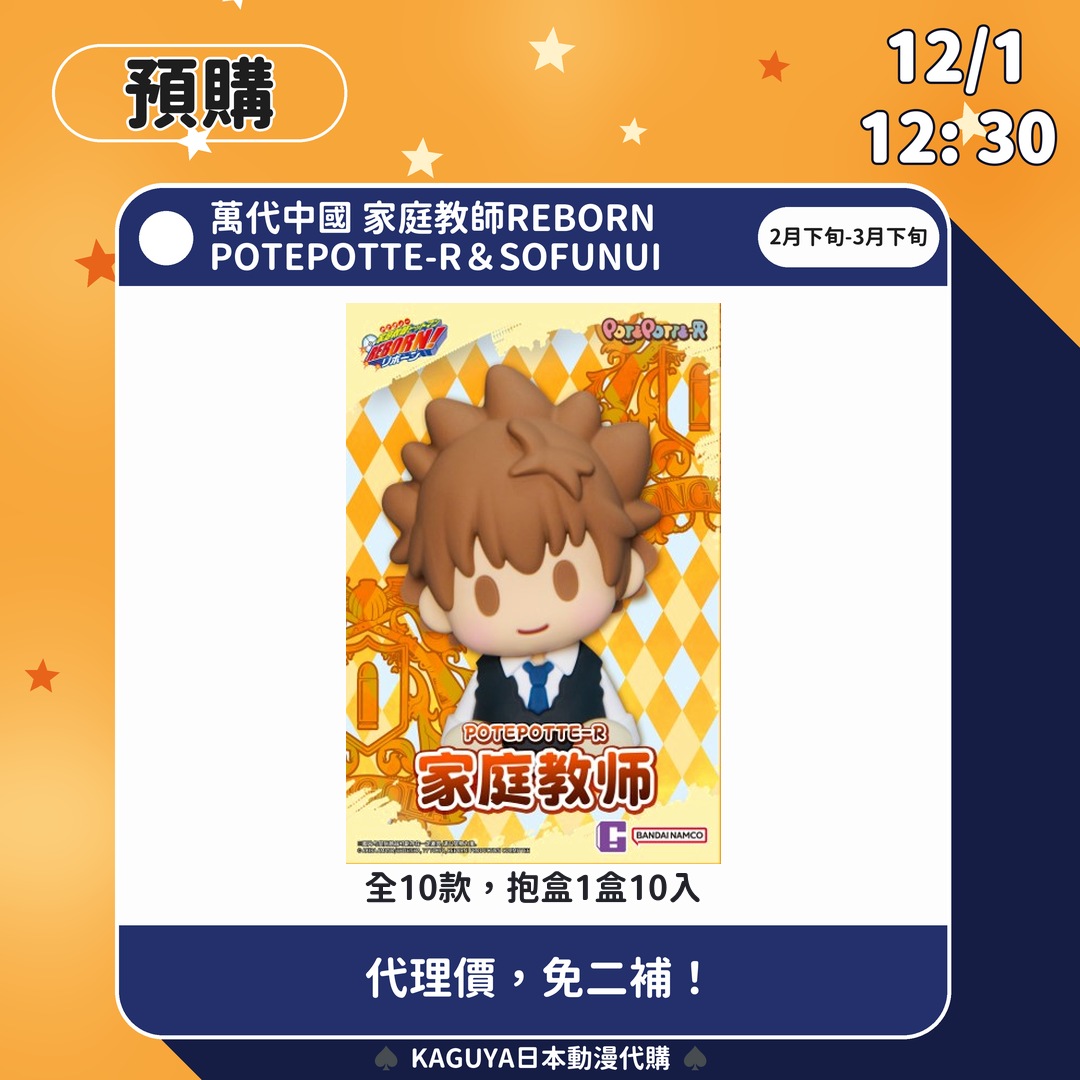 預購
12/1
12:30
萬代中國 家庭教師REBORN
POTEPOTTE-R&SOFUNUI
2月下旬-3月下旬
REBORN!
リボーン
PotePotte-R
POTEPOTTE-R
家庭教师
BANDAI NAMCO
全10款，抱盒1盒10入
代理價，免二補！
KAGUYA日本動漫代購